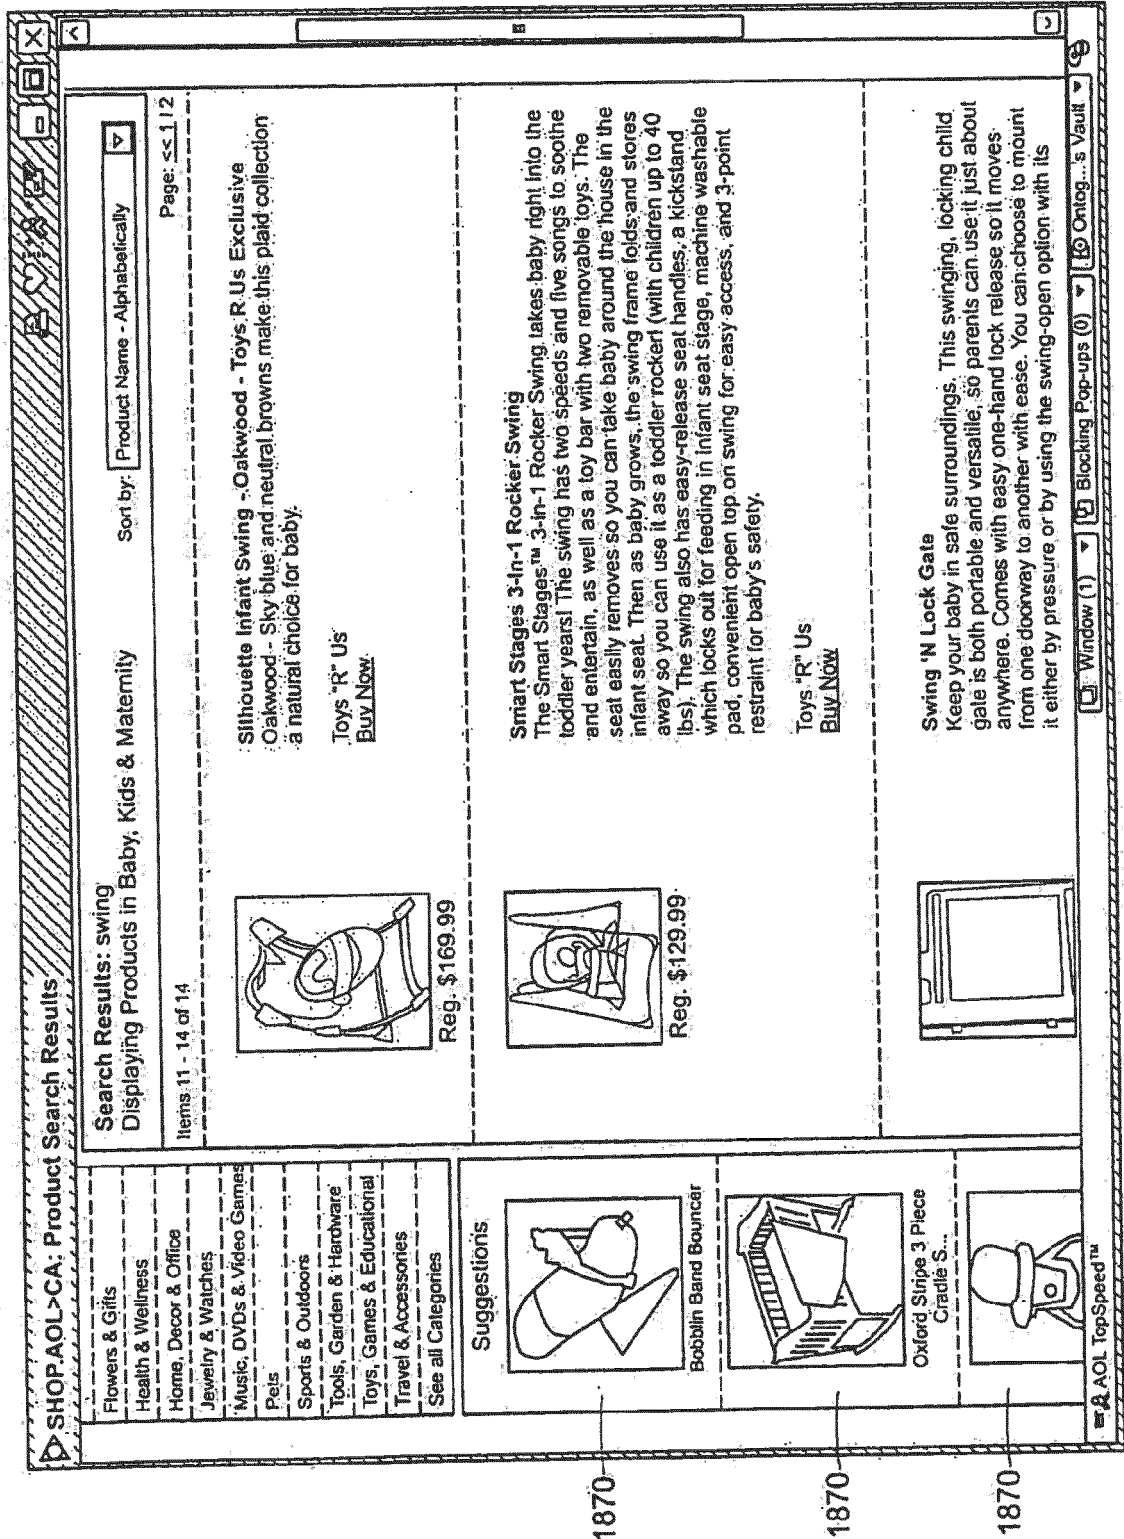 SHOP.AOL>CA: Product Search Results
Flowers & Gifts
Health & Wellness
Home, Decor & Office
Jewelry & Watches
Music, DVDs & Video Games
Pets
Sports & Outdoors
Tools, Garden & Hardware
Toys, Games & Educational
Travel & Accessories
See all Categories
Suggestions
Bobblin Band Bouncer
Oxford Stripe 3 Piece
Cradle S...
1870
1870
1870
Search Results: swing
Displaying Products in Baby, Kids & Maternity
Sort by: Product Name - Alphabetically
Items 11 - 14 of 14
Page: << 1 | 2
Reg. $169.99
Silhouette Infant Swing - Oakwood - Toys R Us Exclusive
Oakwood - Sky blue and neutral browns make this plaid collection
a natural choice for baby.
Toys "R" Us
Buy Now
Reg. $129.99
Smart Stages 3-In-1 Rocker Swing
The Smart Stages™ 3-in-1 Rocker Swing takes baby right into the
toddler years! The swing has two speeds and five songs to soothe
and entertain, as well as a toy bar with two removable toys. The
seat easily removes so you can take baby around the house in the
infant seat. Then as baby grows, the swing frame folds and stores
away so you can use it as a toddler rocker! (with children up to 40
lbs). The swing also has easy-release seat handles, a kickstand
which locks out for feeding in infant seat stage, machine washable
pad, convenient open top on swing for easy access, and 3-point
restraint for baby's safety.
Toys "R" Us
Buy Now
Swing 'N Lock Gate
Keep your baby in safe surroundings. This swinging, locking child
gate is both portable and versatile, so parents can use it just about
anywhere. Comes with easy one-hand lock release so it moves
from one doorway to another with ease. You can choose to mount
it either by pressure or by using the swing-open option with its
AOL TopSpeed™
Window (1)
Blocking Pop-ups (0)
Ontog...s Vault